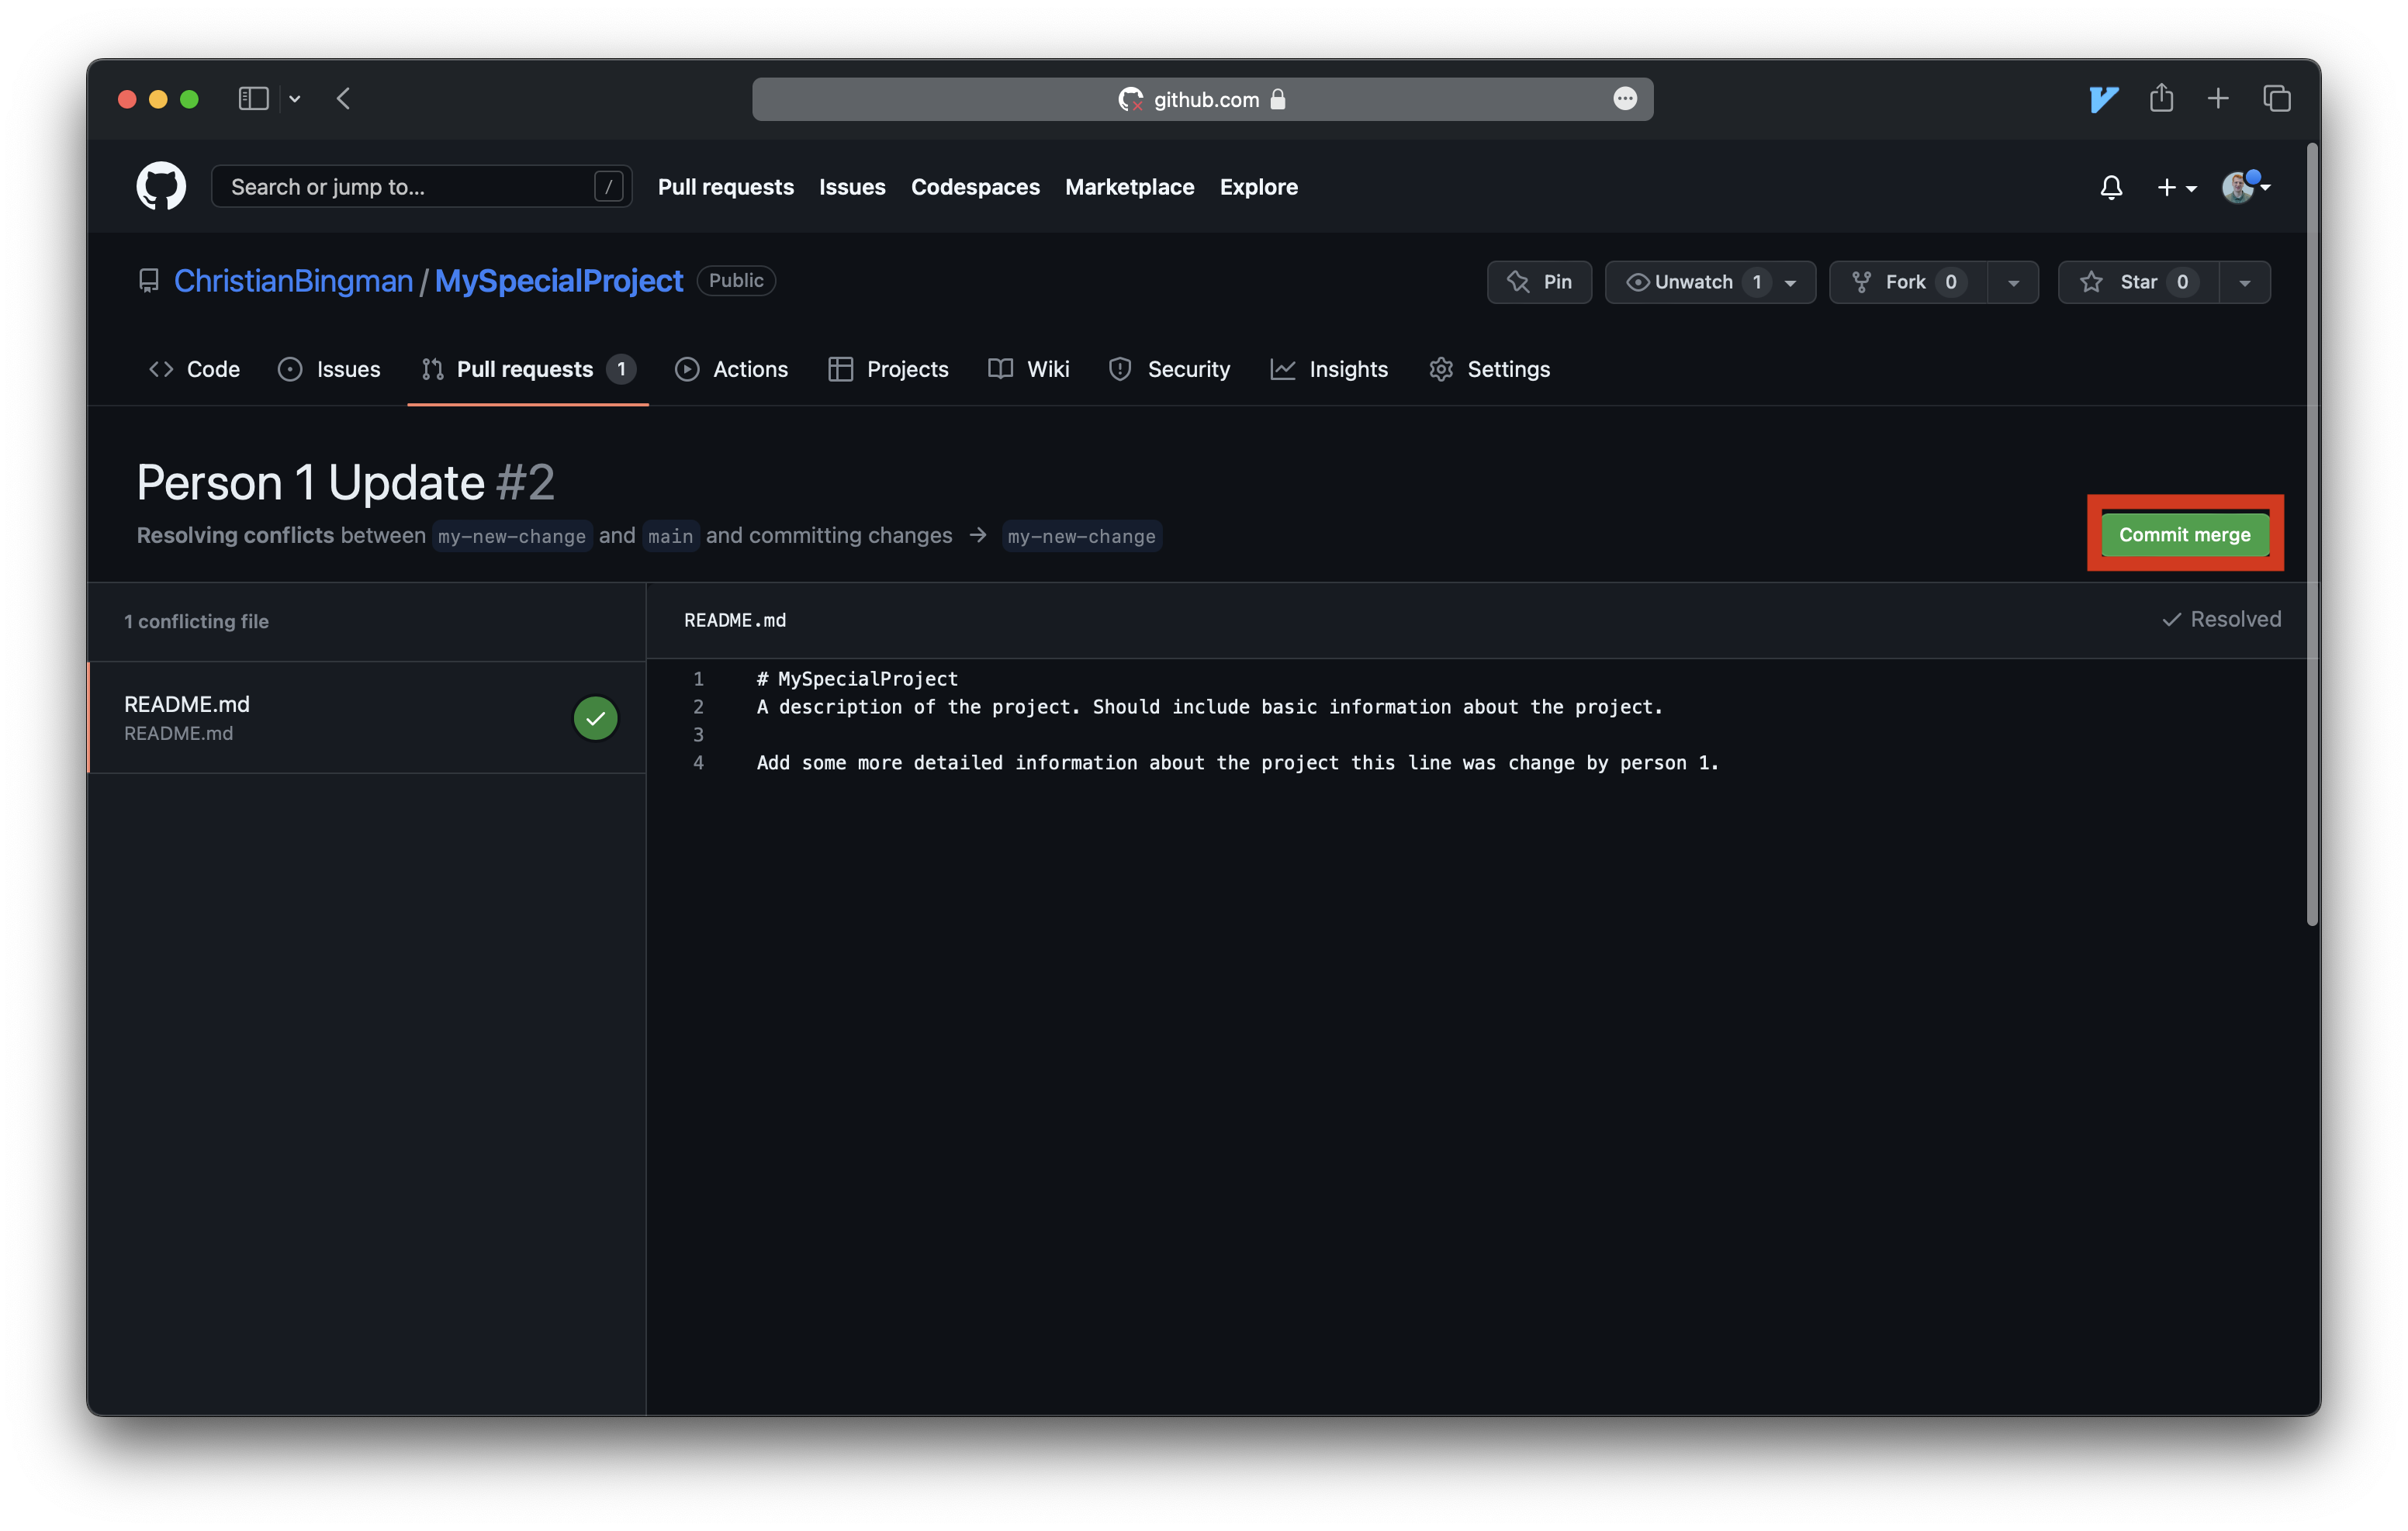 github.com
Search or jump to... /
Pull requests Issues Codespaces Marketplace Explore
ChristianBingman / MySpecialProject Public
Pin Unwatch 1 Fork 0 Star 0
Code Issues Pull requests 1 Actions Projects Wiki Security Insights Settings
Person 1 Update #2
Resolving conflicts between my-new-change and main and committing changes → my-new-change
Commit merge
1 conflicting file
README.md
README.md
README.md
Resolved
1 # MySpecialProject
2 A description of the project. Should include basic information about the project.
3
4 Add some more detailed information about the project this line was change by person 1.